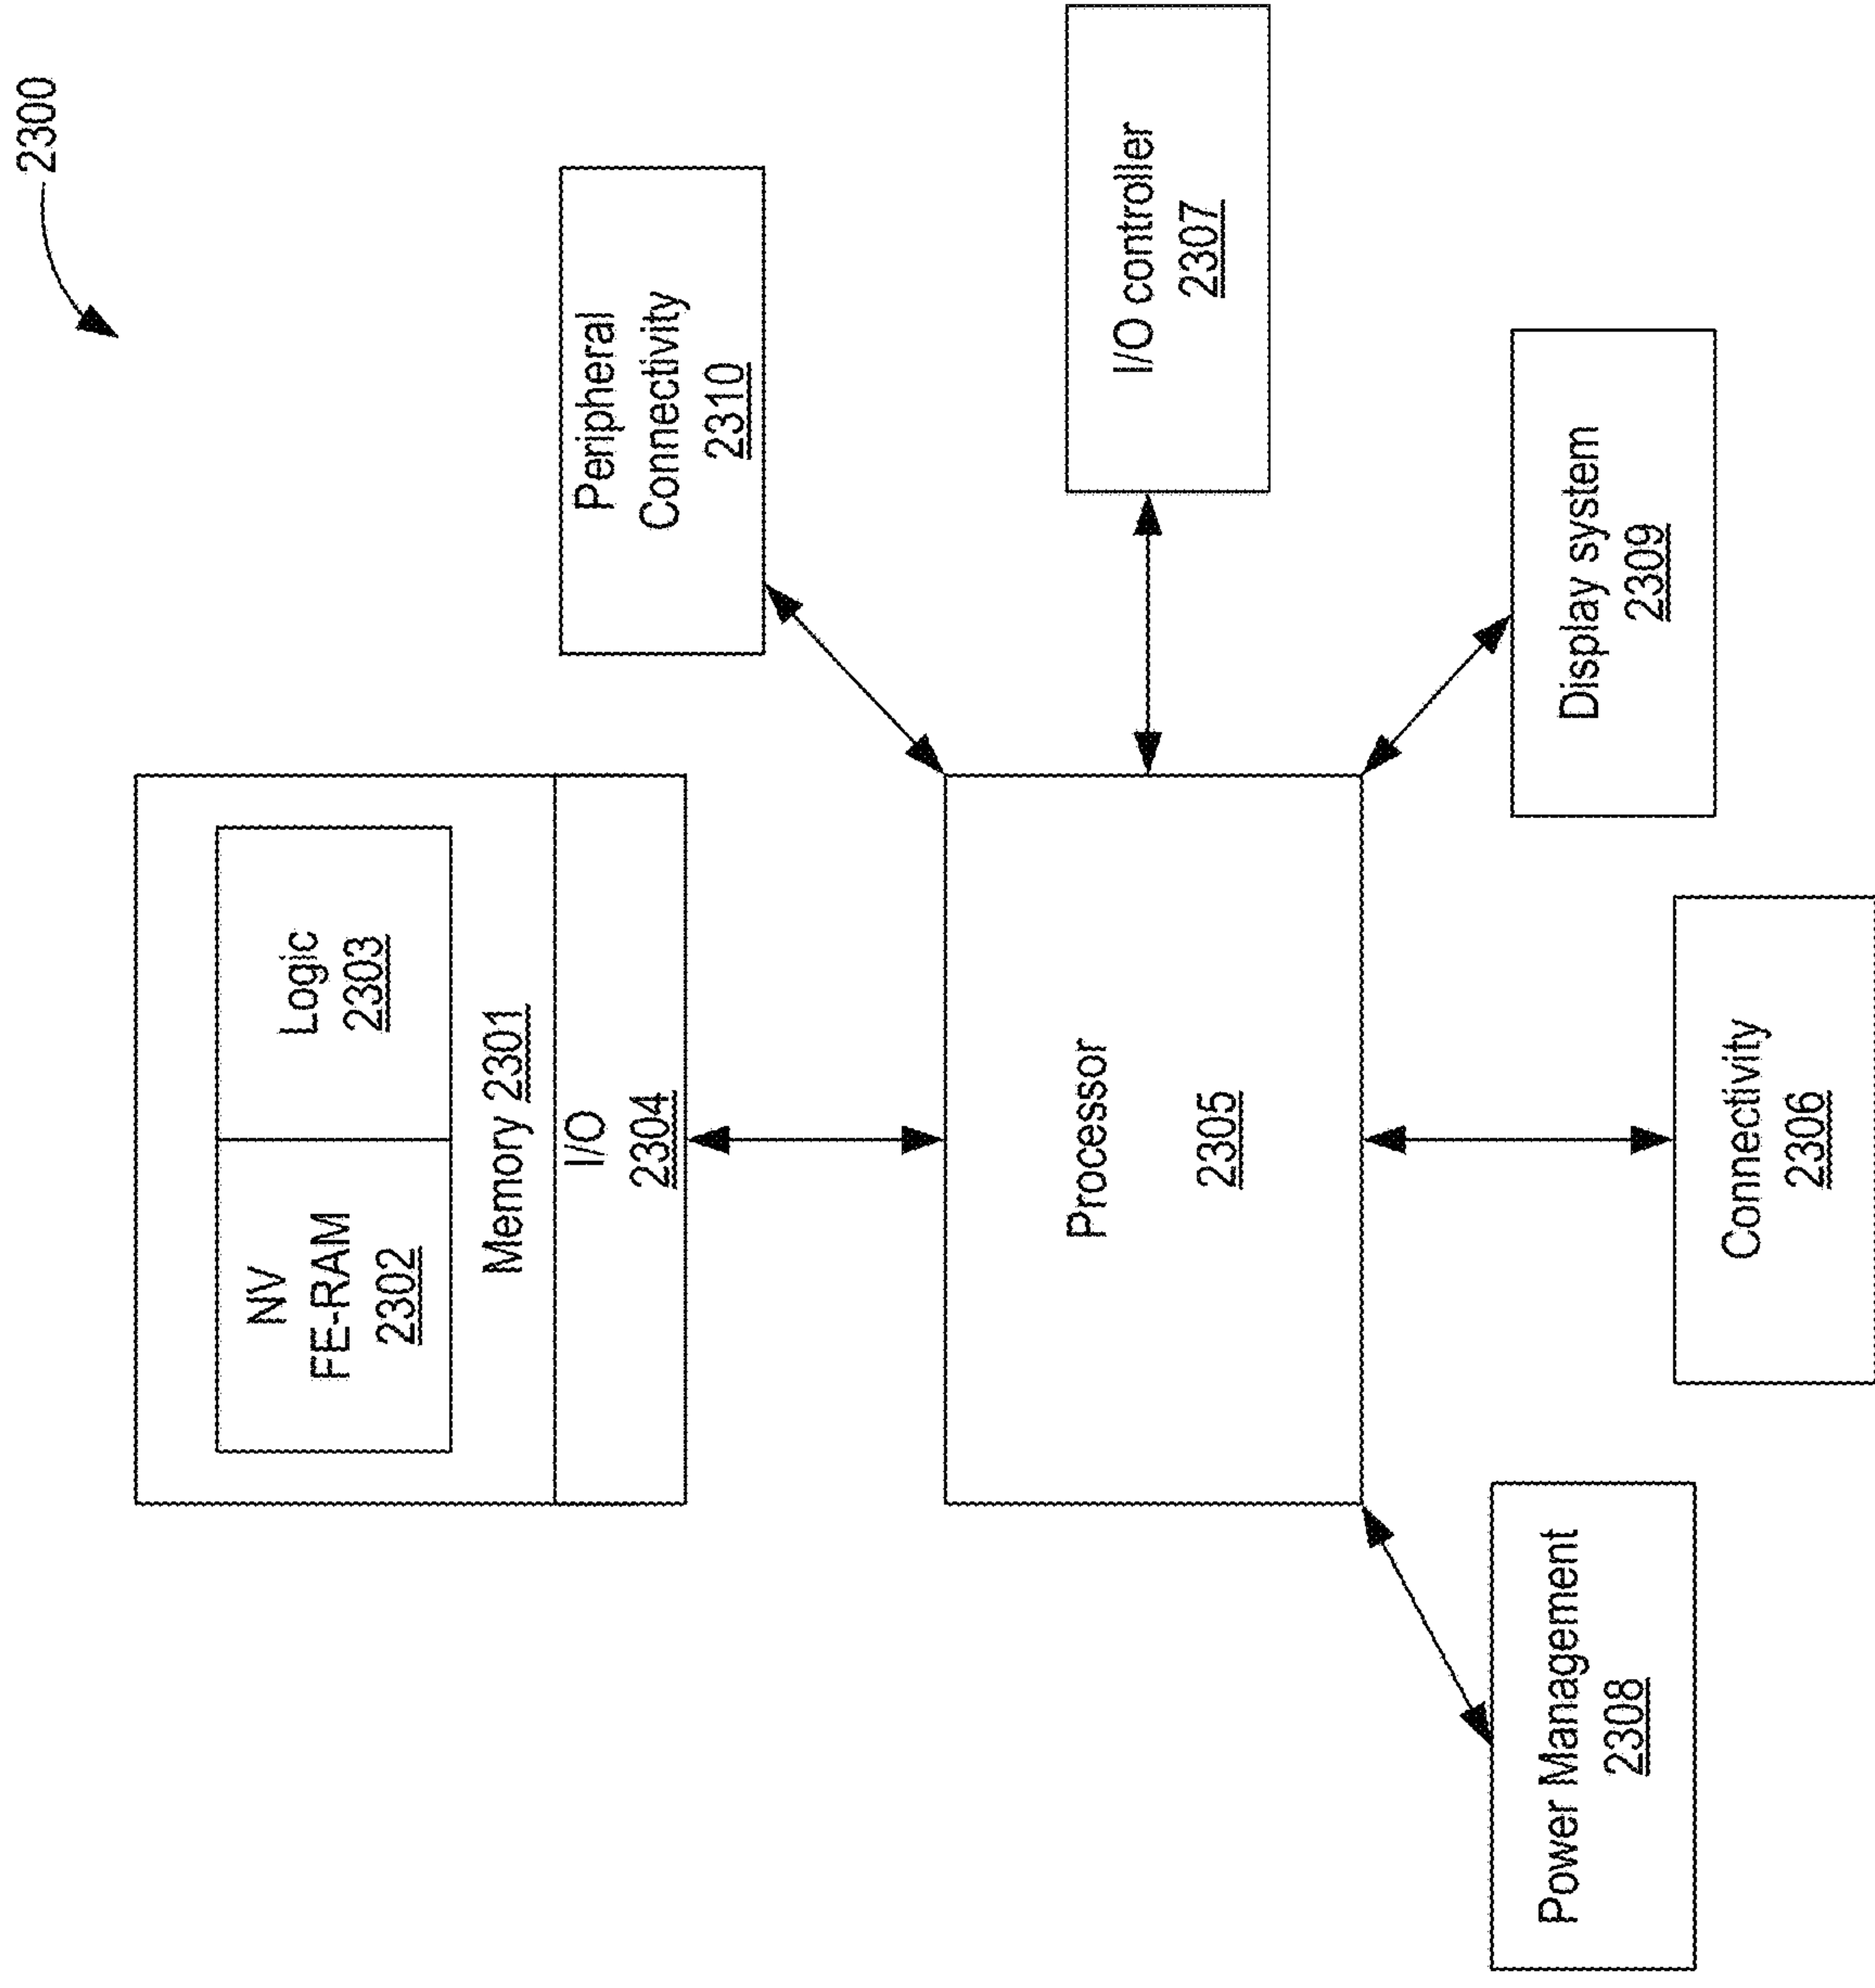 2300
NV
FE-RAM
2302
Logic
2303
Memory 2301
I/O
2304
Peripheral
Connectivity
2310
Processor
2305
I/O controller
2307
Power Management
2308
Connectivity
2306
Display system
2309